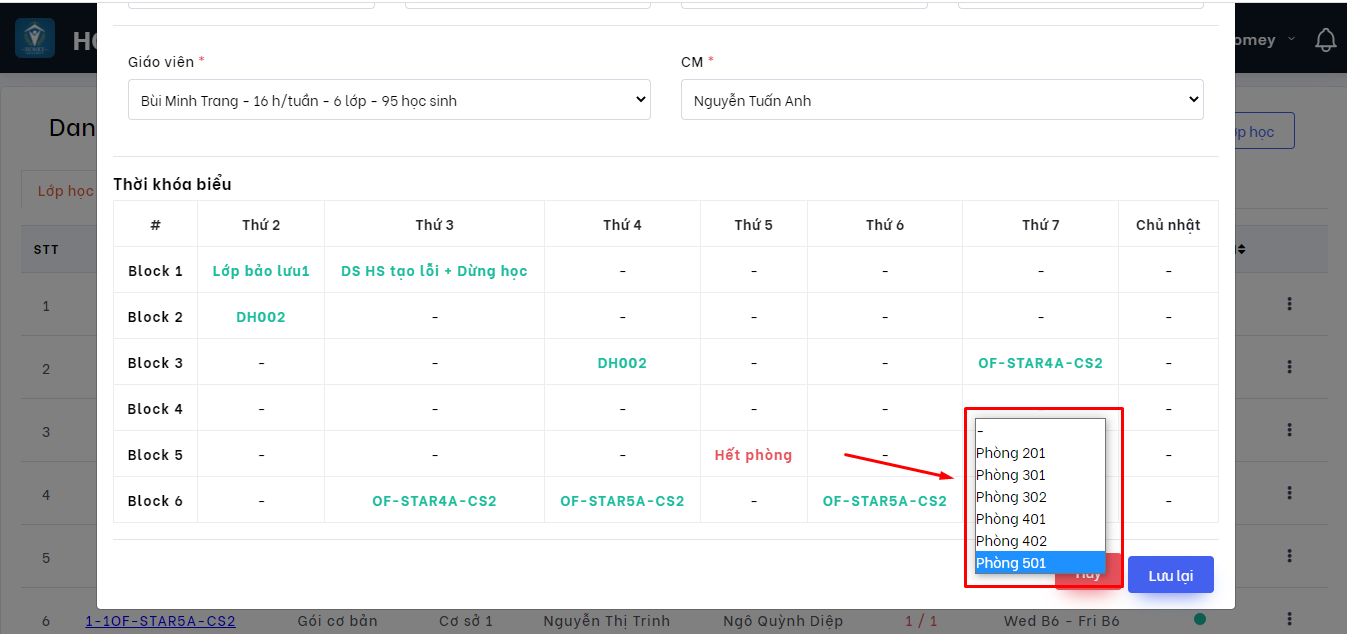 HO
omey
Giáo viên *
CM *
Bùi Minh Trang - 16 h/tuần - 6 lớp - 95 học sinh
Nguyễn Tuấn Anh
Dan
ớp học
Thời khóa biểu
Lớp học
# Thứ 2 Thứ 3 Thứ 4 Thứ 5 Thứ 6 Thứ 7 Chủ nhật
STT
Block 1 Lớp bảo lưu1 DS HS tạo lỗi + Dừng học - - - - -
1
Block 2 DH002 - - - - - -
Block 3 - - DH002 - - OF-STAR4A-CS2 -
2
Block 4 - - - - - -
3
-
Block 5 - - - Hết phòng - -
Phòng 201
Phòng 301
Phòng 302
Block 6 - OF-STAR4A-CS2 OF-STAR5A-CS2 - OF-STAR5A-CS2 -
4
Phòng 401
Phòng 402
Phòng 501
5
Hủy
Lưu lại
6 1-1OF-STAR5A-CS2 Gói cơ bản Cơ sở 1 Nguyễn Thị Trinh Ngô Quỳnh Diệp 1 / 1 Wed B6 - Fri B6